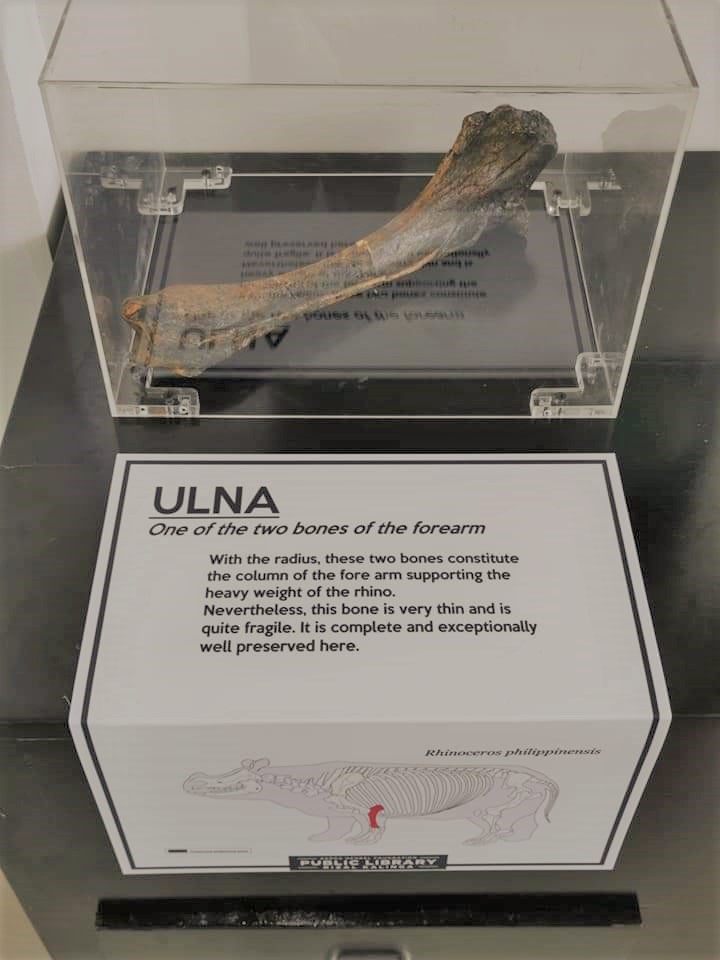 ULNA
One of the two bones of the forearm
With the radius, these two bones constitute
the column of the fore arm supporting the
heavy weight of the rhino.
Nevertheless, this bone is very thin and is
quite fragile. It is complete and exceptionally
well preserved here.
Rhinoceros philippinensis
PUBLIC LIBRARY
RIZAL KALINGA